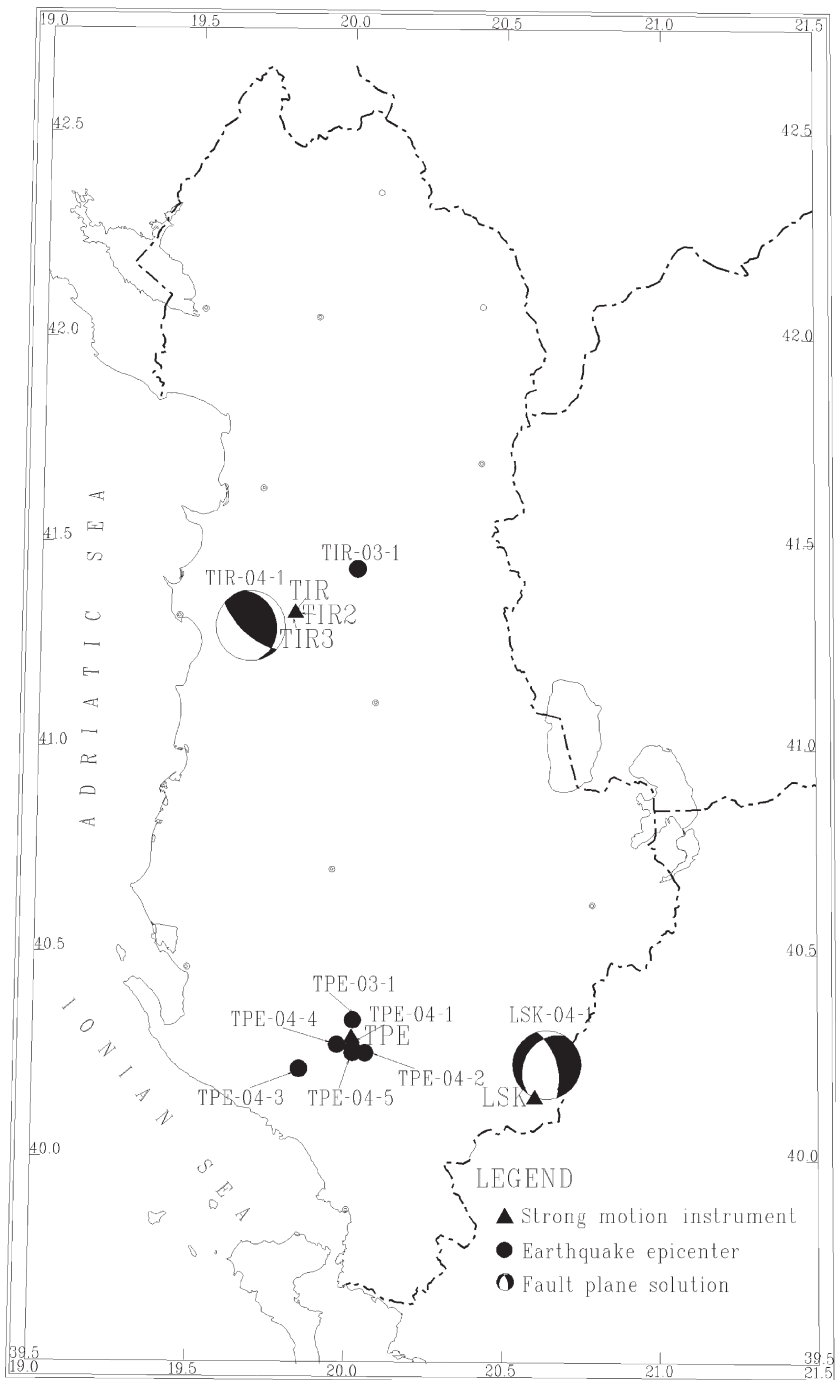 19.0 19.5 20.0 20.5 21.0 21.5
42.5 42.5
42.0 42.0
41.5 41.5
ADRIATIC SEA
TIR-03-1
TIR-04-1
TIR
TIR2
TIR3
41.0 41.0
40.5 40.5
IONIAN SEA
TPE-03-1
TPE-04-4
TPE-04-1
TPE
LSK-04-1
TPE-04-2
TPE-04-3
TPE-04-5
LSK
40.0 40.0
LEGEND
Strong motion instrument
Earthquake epicenter
Fault plane solution
39.5 39.5
19.0 19.5 20.0 20.5 21.0 21.5